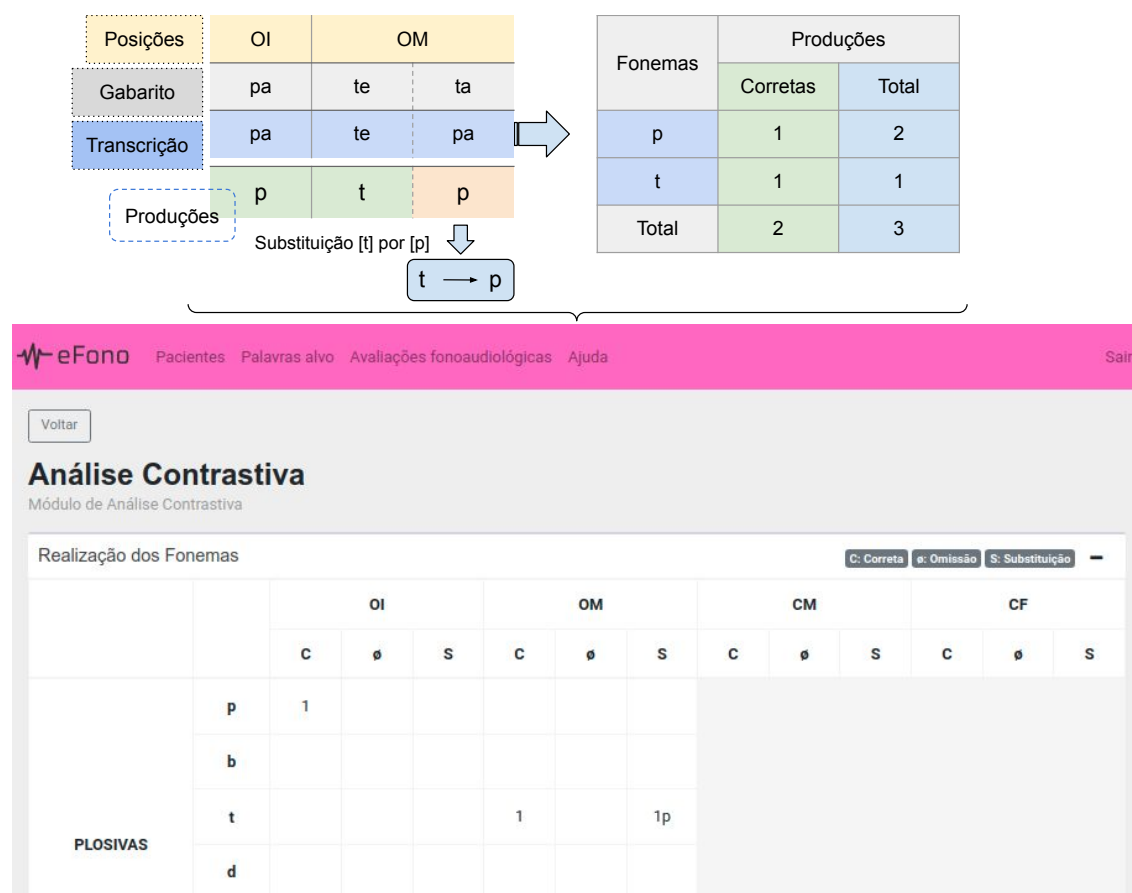 Posições OI OM
Gabarito pa te ta
Transcrição pa te pa
Produções p t p
Substituição [t] por [p]
t → p
Fonemas Produções
Corretas Total
p 1 2
t 1 1
Total 2 3
eFono Pacientes Palavras alvo Avaliações fonoaudiológicas Ajuda Sair
Voltar
Análise Contrastiva
Módulo de Análise Contrastiva
Realização dos Fonemas C: Correta ø: Omissão S: Substituição
OI OM CM CF
C ø S C ø S C ø S C ø S
p 1
b
t 1 1p
PLOSIVAS
d